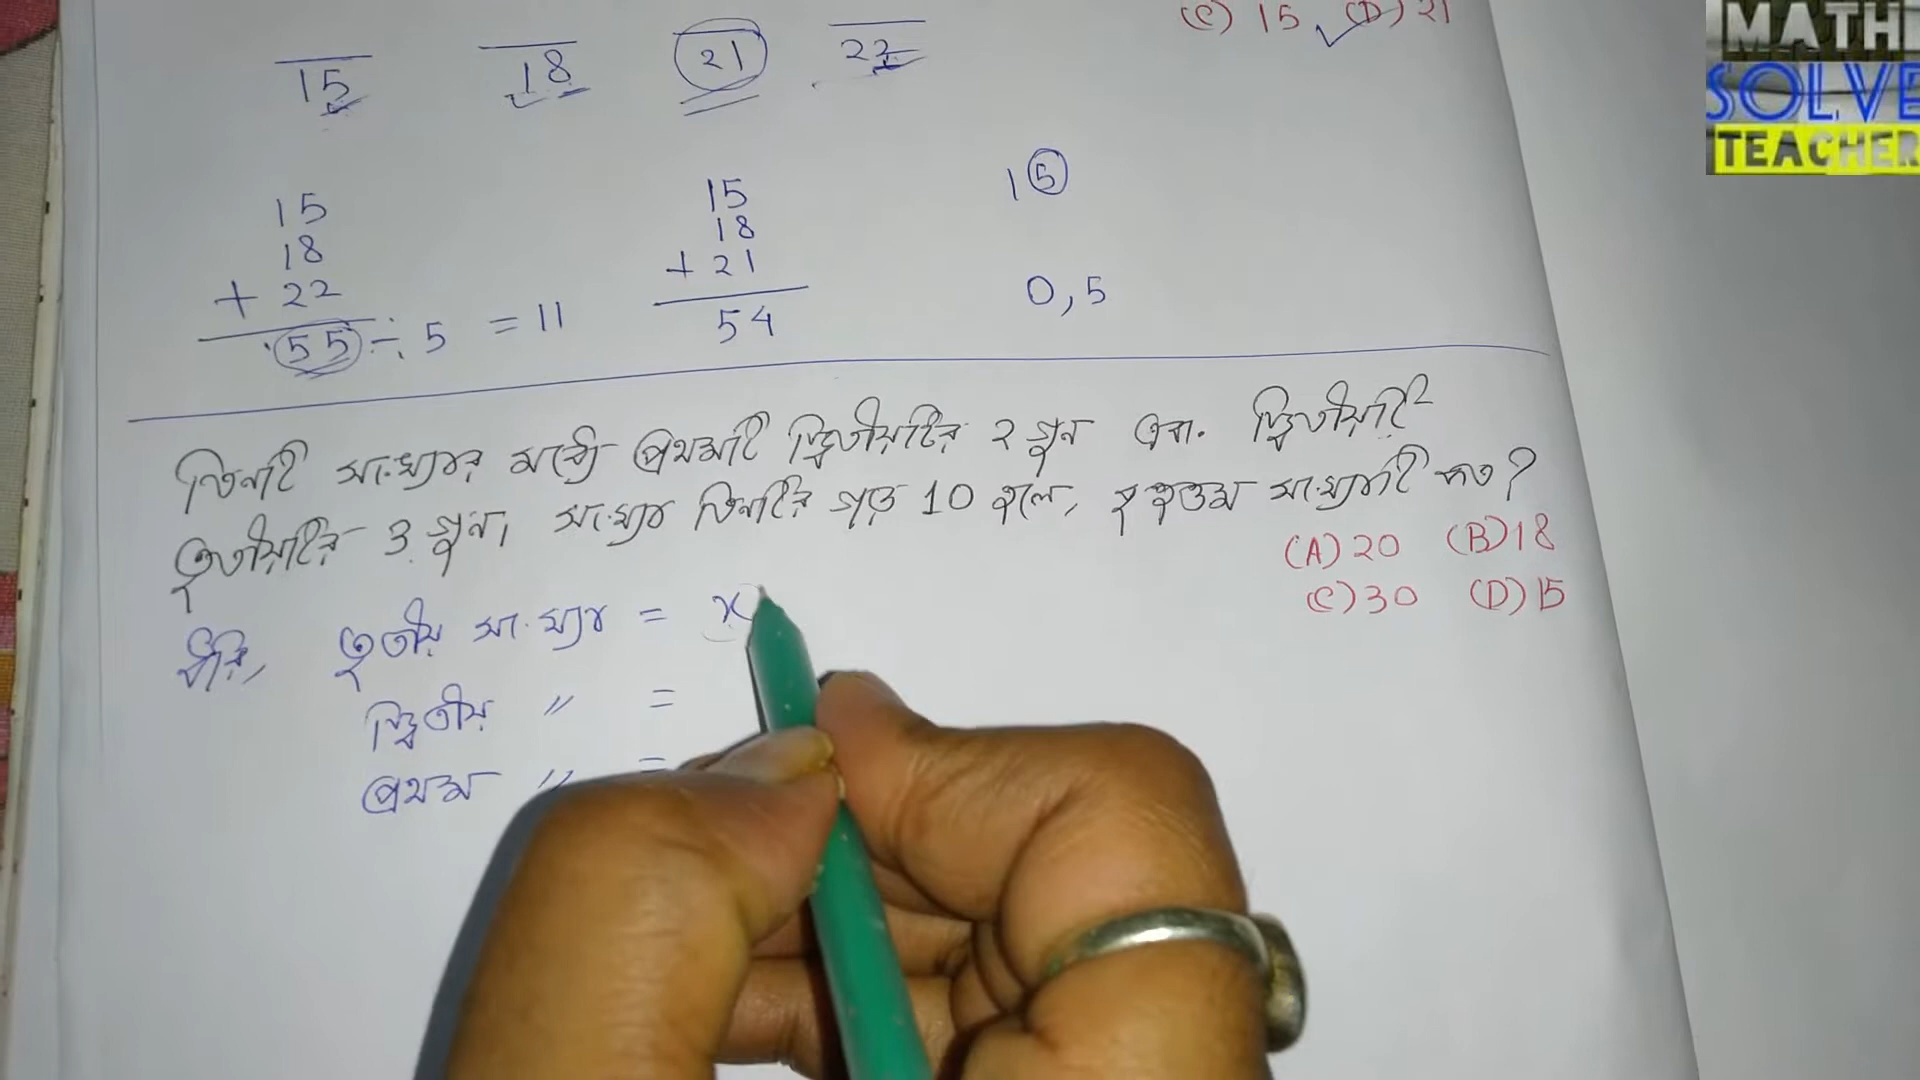 (C) 15 (D) 21
MATH
SOLVE
TEACHER
15 18 21 22
15 15 1 5
18 18
+ 22 + 21 0, 5
55 ÷ 5 = 11 54
তিনটি সংখ্যার মধ্যে প্রথমটি দ্বিতীয়টির ২ গুন এবং দ্বিতীয়টি
তৃতীয়টির 3 গুন। সংখ্যা তিনটির গড় 10 হলে, বৃহত্তম সংখ্যাটি কত?
(A) 20 (B) 18
(C) 30 (D) 15
ধরি, তৃতীয় সংখ্যা = x
দ্বিতীয় " =
প্রথম " =